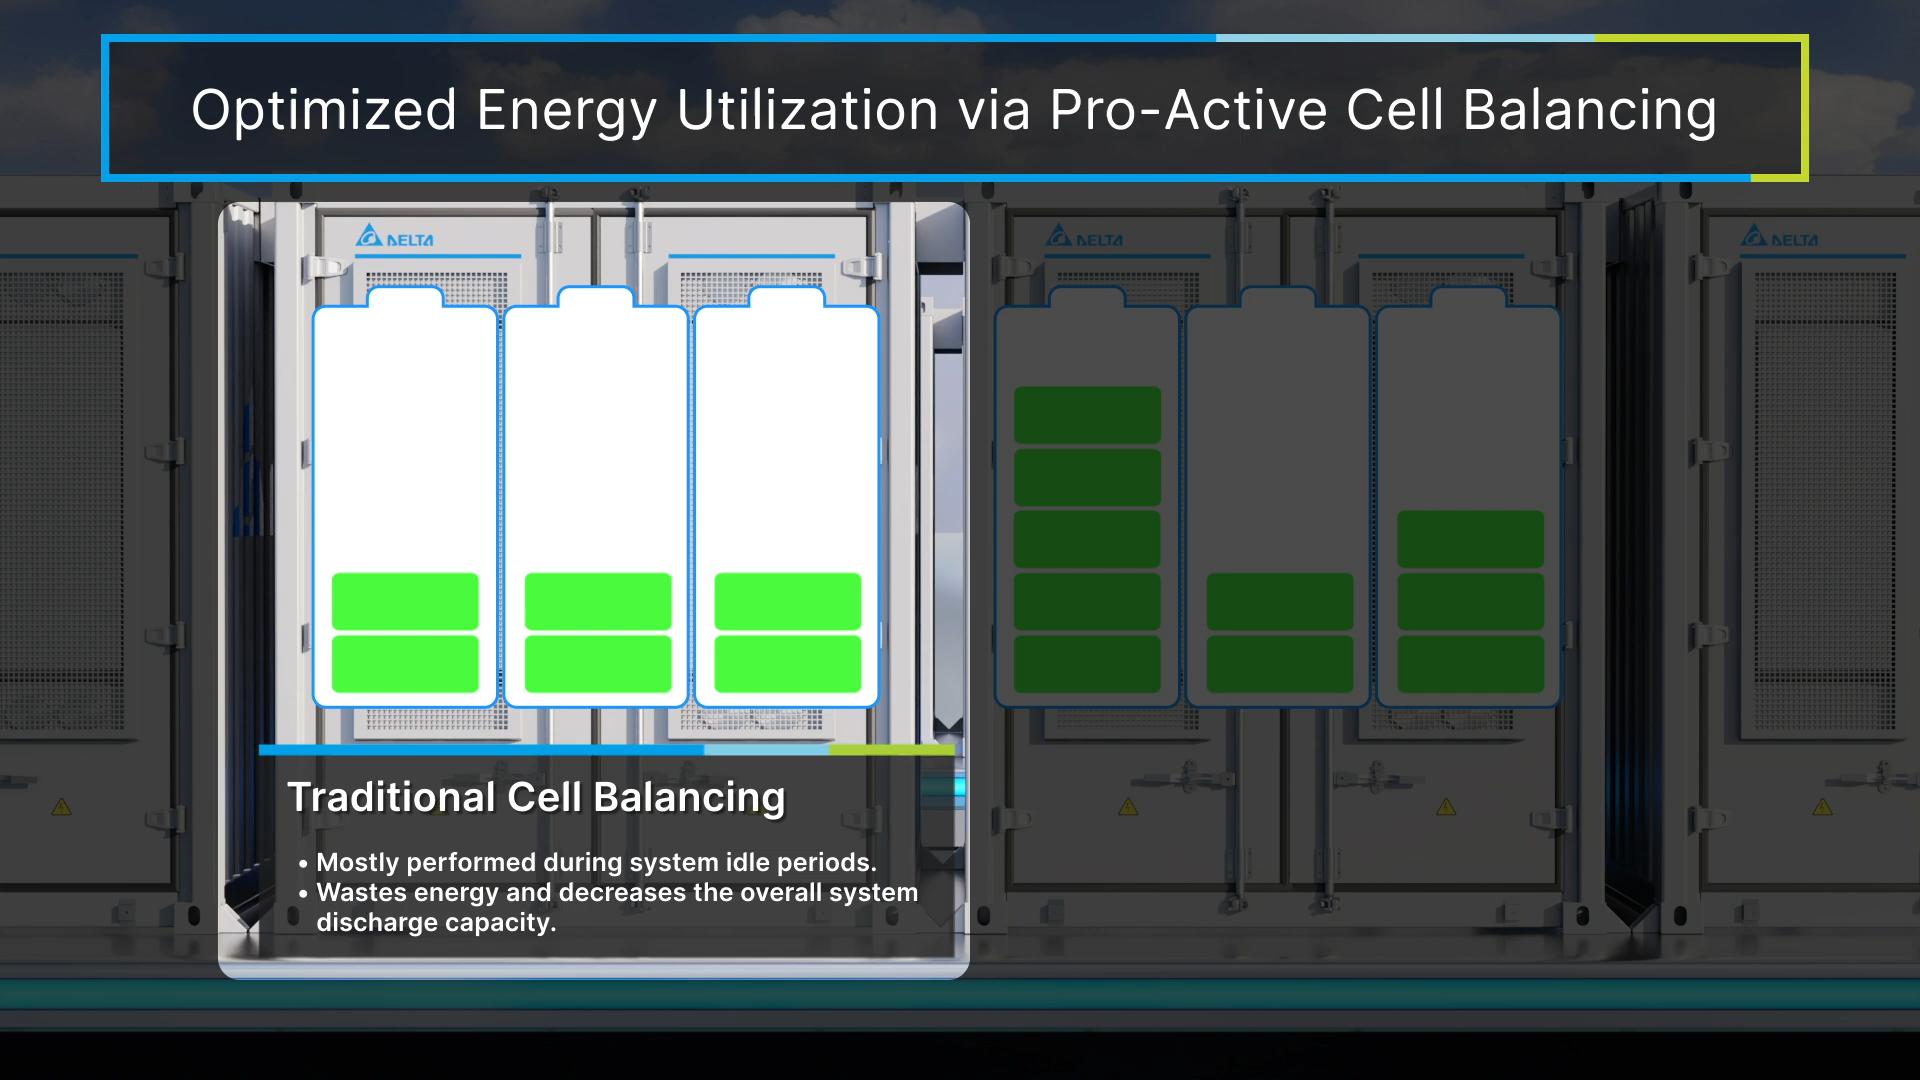 Optimized Energy Utilization via Pro-Active Cell Balancing
DELTA
DELTA
DELTA
Traditional Cell Balancing
• Mostly performed during system idle periods.
• Wastes energy and decreases the overall system
discharge capacity.